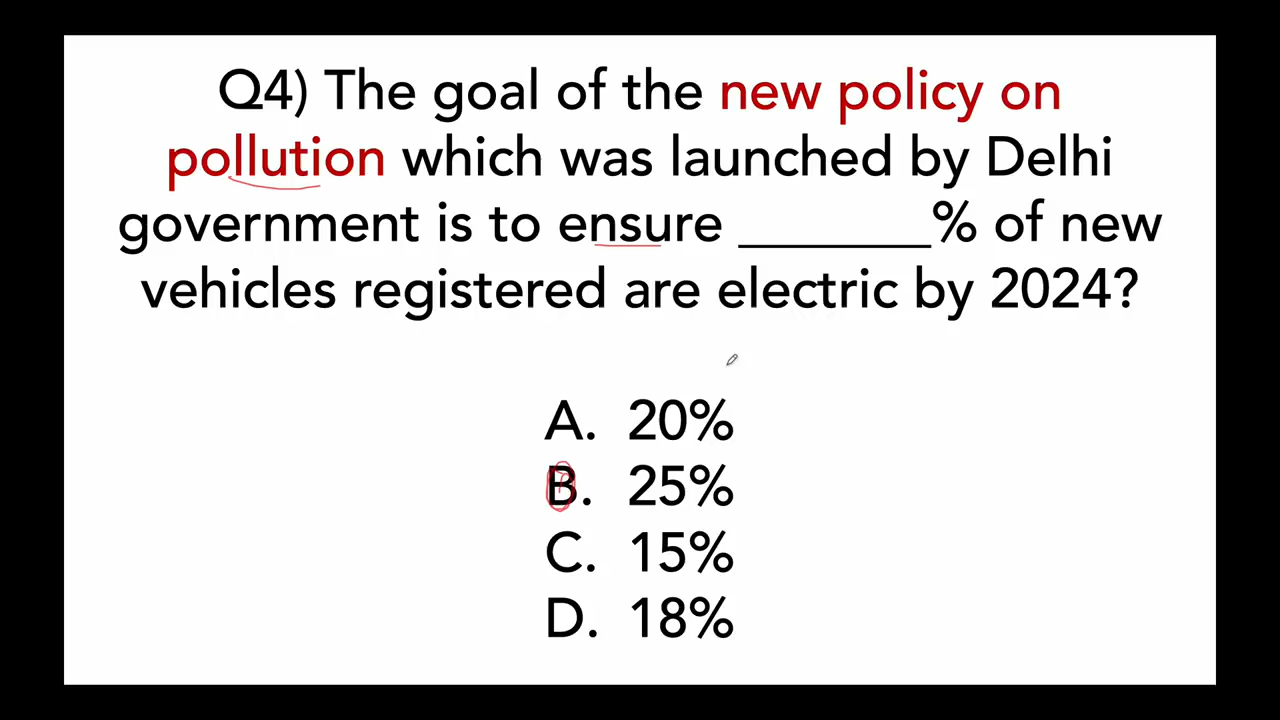 Q4) The goal of the new policy on
pollution which was launched by Delhi
government is to ensure _______% of new
vehicles registered are electric by 2024?
A. 20%
B. 25%
C. 15%
D. 18%